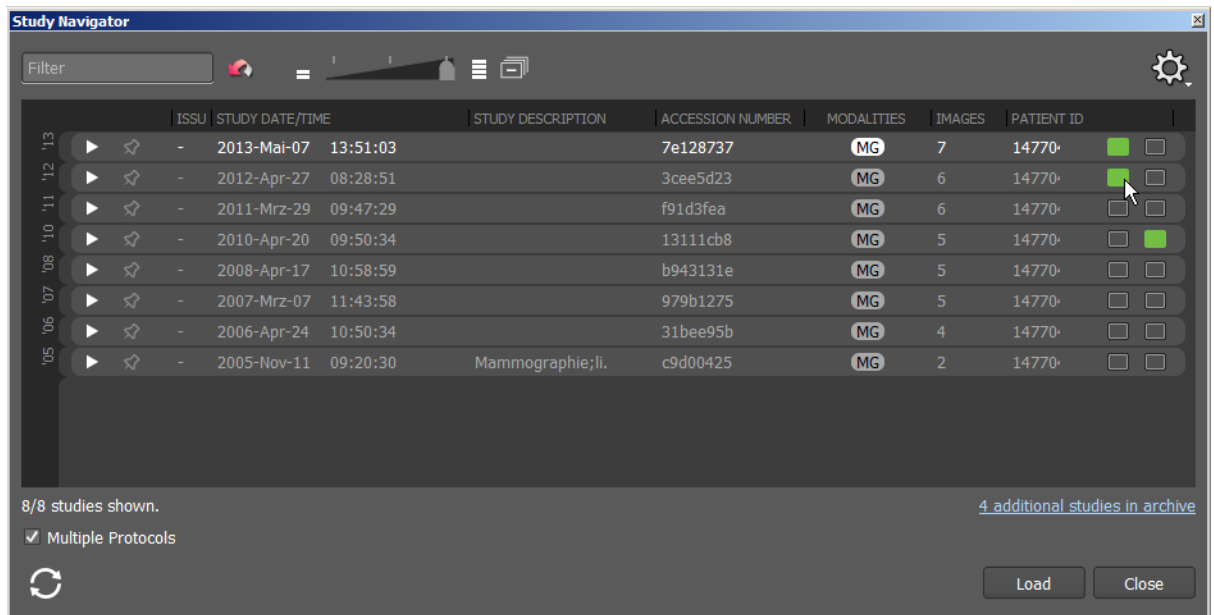 Study Navigator
Filter
ISSU STUDY DATE/TIME STUDY DESCRIPTION ACCESSION NUMBER MODALITIES IMAGES PATIENT ID
'13 - 2013-Mai-07 13:51:03 7e128737 MG 7 14770
'12 - 2012-Apr-27 08:28:51 3cee5d23 MG 6 14770
'11 - 2011-Mrz-29 09:47:29 f91d3fea MG 6 14770
'10 - 2010-Apr-20 09:50:34 13111cb8 MG 5 14770
'08 - 2008-Apr-17 10:58:59 b943131e MG 5 14770
'07 - 2007-Mrz-07 11:43:58 979b1275 MG 5 14770
'06 - 2006-Apr-24 10:50:34 31bee95b MG 4 14770
'05 - 2005-Nov-11 09:20:30 Mammographie;li. c9d00425 MG 2 14770
8/8 studies shown. 4 additional studies in archive
Multiple Protocols
Load Close